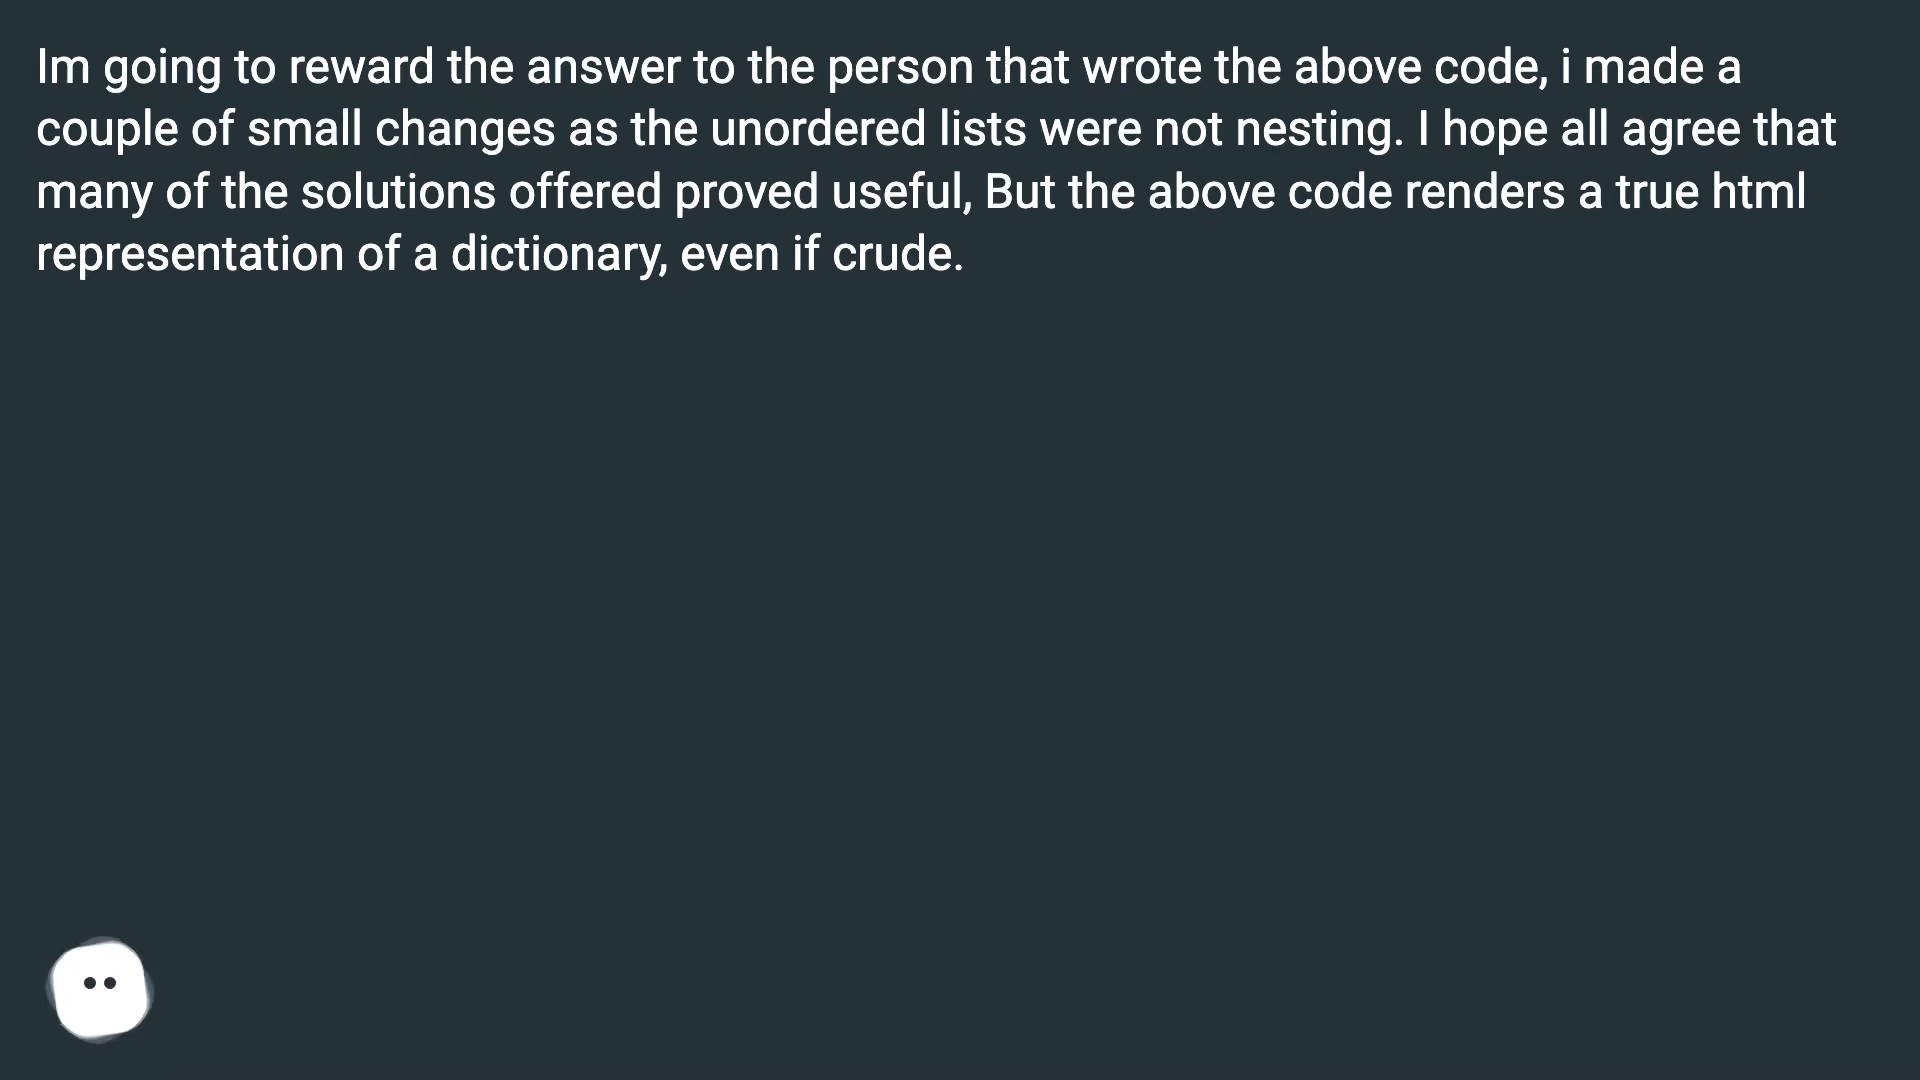 Im going to reward the answer to the person that wrote the above code, i made a
couple of small changes as the unordered lists were not nesting. I hope all agree that
many of the solutions offered proved useful, But the above code renders a true html
representation of a dictionary, even if crude.